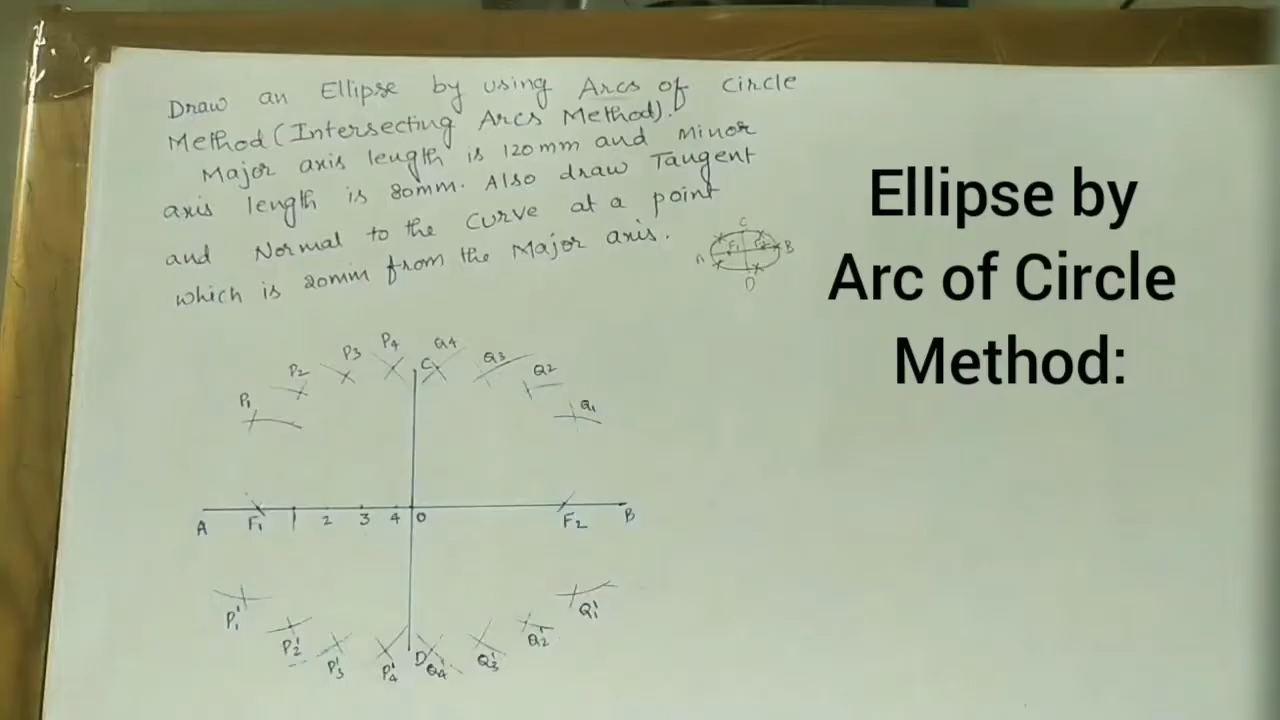 Draw an Ellipse by using Arcs of Circle
Method (Intersecting Arcs Method).
Major axis length is 120mm and Minor
axis length is 80mm. Also draw Tangent
and Normal to the curve at a point
which is 20mm from the Major axis.
Ellipse by
Arc of Circle
Method:
C
A F1 F2 B
D
P1 P2 P3 P4 C Q4 Q3 Q2 Q1
A F1 1 2 3 4 O F2 B
P1' P2' P3' P4' D Q4' Q3' Q2' Q1'